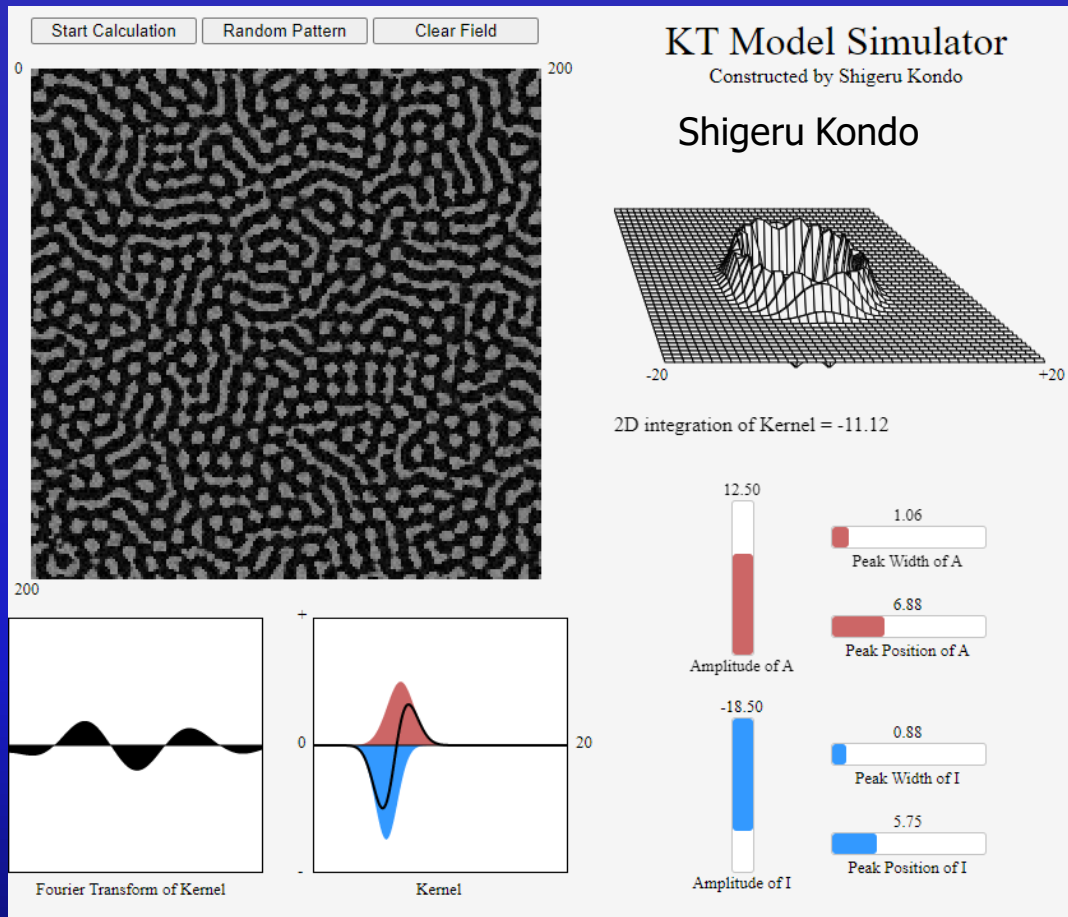 Start Calculation Random Pattern Clear Field
KT Model Simulator
Constructed by Shigeru Kondo
Shigeru Kondo
0 200
200
-20 +20
2D integration of Kernel = -11.12
12.50
Amplitude of A
1.06
Peak Width of A
6.88
Peak Position of A
-18.50
Amplitude of I
0.88
Peak Width of I
5.75
Peak Position of I
Fourier Transform of Kernel
+
0 20
-
Kernel